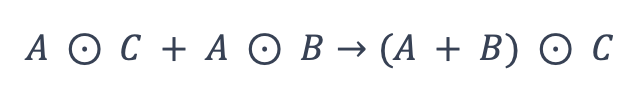 A ⊙ C + A ⊙ B → (A + B) ⊙ C